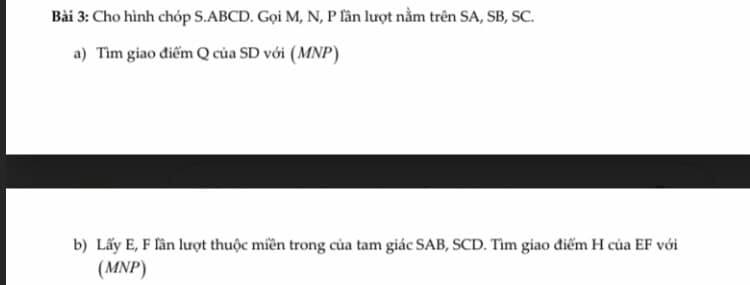 Bài 3: Cho hình chóp S.ABCD. Gọi M, N, P lần lượt nằm trên SA, SB, SC.
a) Tìm giao điểm Q của SD với (MNP)
b) Lấy E, F lần lượt thuộc miền trong của tam giác SAB, SCD. Tìm giao điểm H của EF với
(MNP)